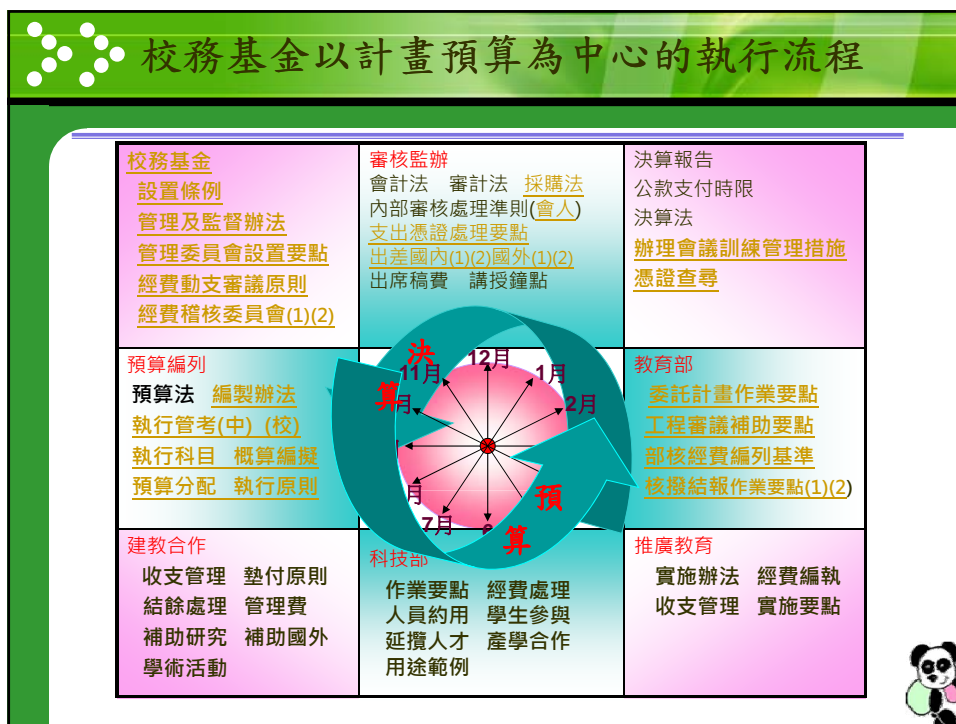 校務基金以計畫預算為中心的執行流程
校務基金
設置條例
管理及監督辦法
管理委員會設置要點
經費動支審議原則
經費稽核委員會(1)(2)
審核監辦
會計法 審計法 採購法
內部審核處理準則(會人)
支出憑證處理要點
出差國內(1)(2)國外(1)(2)
出席稿費 講授鐘點
決算報告
公款支付時限
決算法
辦理會議訓練管理措施
憑證查尋
預算編列
預算法 編製辦法
執行管考(中) (校)
執行科目 概算編擬
預算分配 執行原則
決
算
12月
11月
1月
2月
月
月
7月
預
算
教育部
委託計畫作業要點
工程審議補助要點
部核經費編列基準
核撥結報作業要點(1)(2)
建教合作
收支管理 墊付原則
結餘處理 管理費
補助研究 補助國外
學術活動
科技部
作業要點 經費處理
人員約用 學生參與
延攬人才 產學合作
用途範例
推廣教育
實施辦法 經費編執
收支管理 實施要點